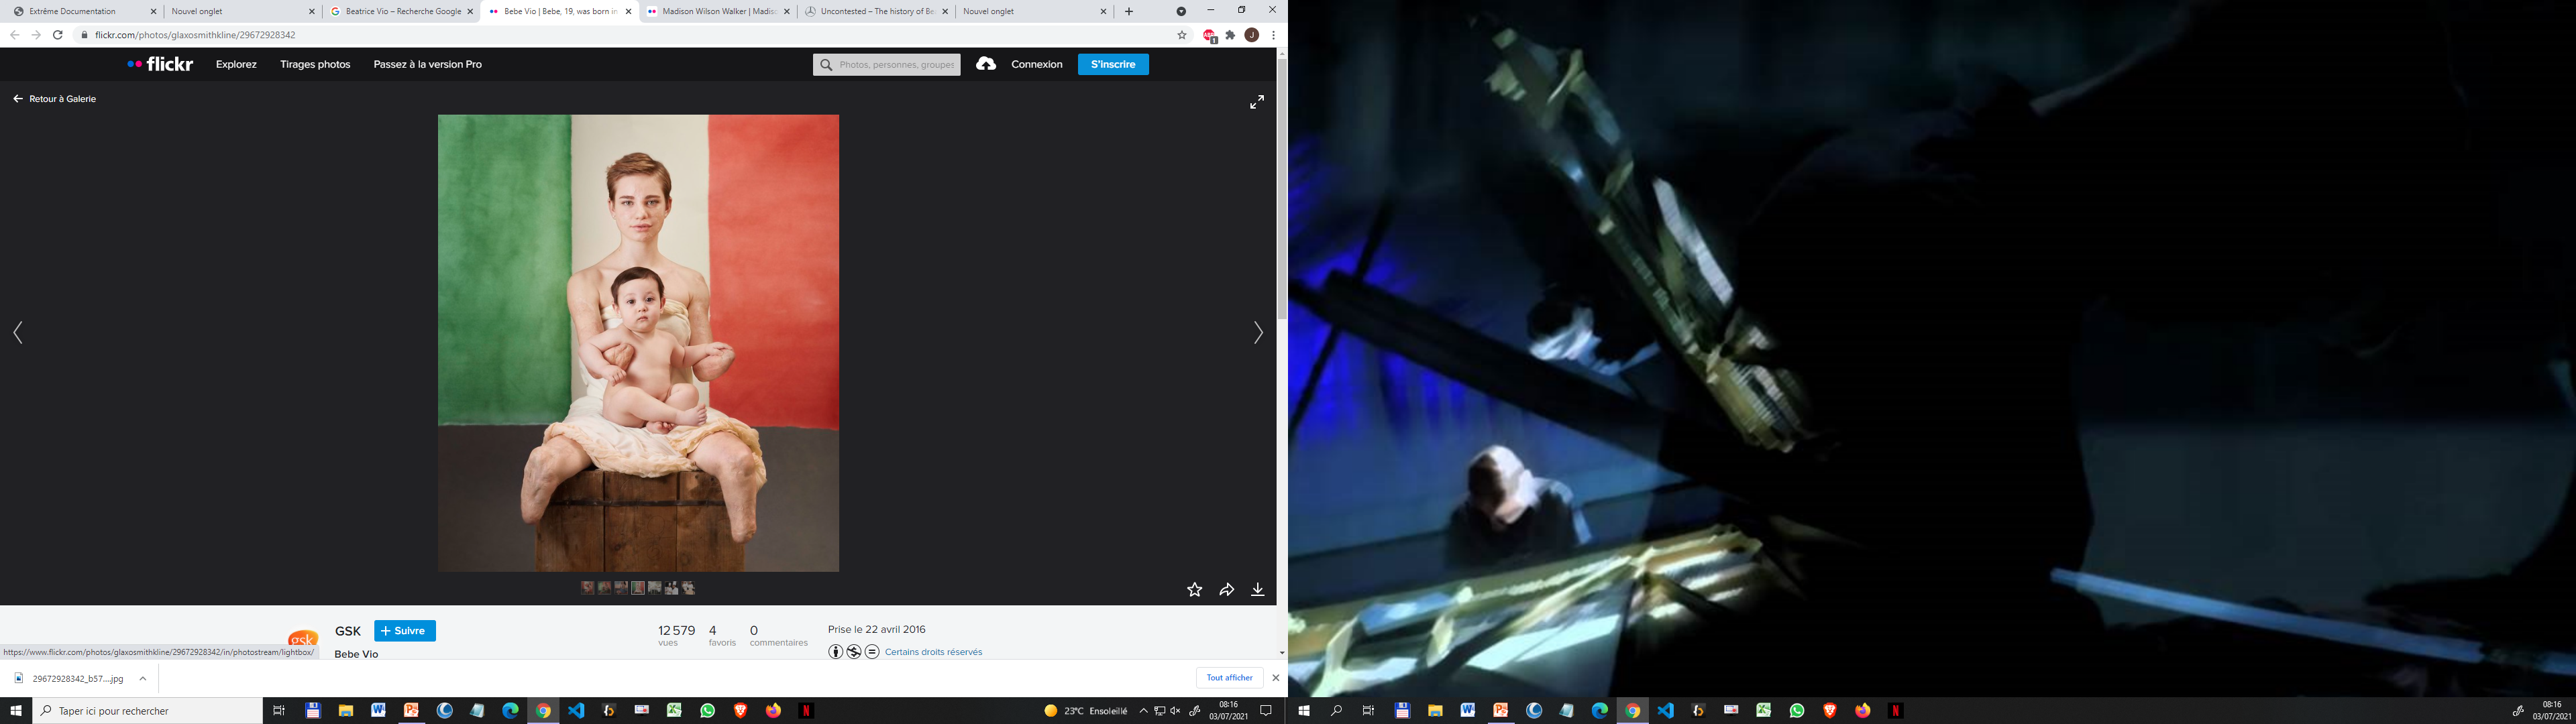 Extrême Documentation
Nouvel onglet
Beatrice Vio – Recherche Google
Bebe Vio | Bebe, 19, was born in
Madison Wilson Walker | Madis
Uncontested – The history of Be
Nouvel onglet
flickr.com/photos/glaxosmithkline/29672928342
ABP
1
J
flickr
Explorez
Tirages photos
Passez à la version Pro
Photos, personnes, groupes
Connexion
S'inscrire
Retour à Galerie
gsk
GSK
+ Suivre
12 579
vues
4
favoris
0
commentaires
Prise le 22 avril 2016
Certains droits réservés
https://www.flickr.com/photos/glaxosmithkline/29672928342/in/photostream/lightbox/
Bebe Vio
29672928342_b57....jpg
Tout afficher
Taper ici pour rechercher
23°C Ensoleillé
08:16
03/07/2021
08:16
03/07/2021